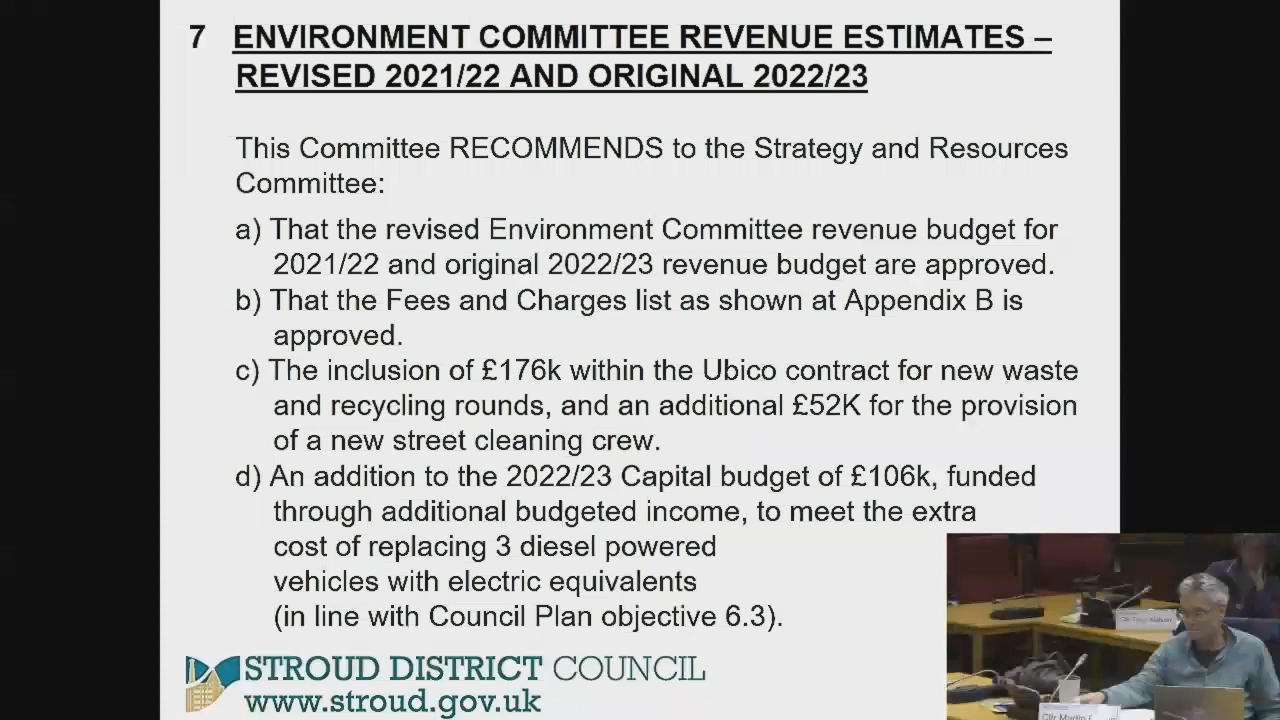 7 ENVIRONMENT COMMITTEE REVENUE ESTIMATES –
REVISED 2021/22 AND ORIGINAL 2022/23
This Committee RECOMMENDS to the Strategy and Resources
Committee:
a) That the revised Environment Committee revenue budget for
2021/22 and original 2022/23 revenue budget are approved.
b) That the Fees and Charges list as shown at Appendix B is
approved.
c) The inclusion of £176k within the Ubico contract for new waste
and recycling rounds, and an additional £52K for the provision
of a new street cleaning crew.
d) An addition to the 2022/23 Capital budget of £106k, funded
through additional budgeted income, to meet the extra
cost of replacing 3 diesel powered
vehicles with electric equivalents
(in line with Council Plan objective 6.3).
STROUD DISTRICT COUNCIL
www.stroud.gov.uk
Cllr Martin